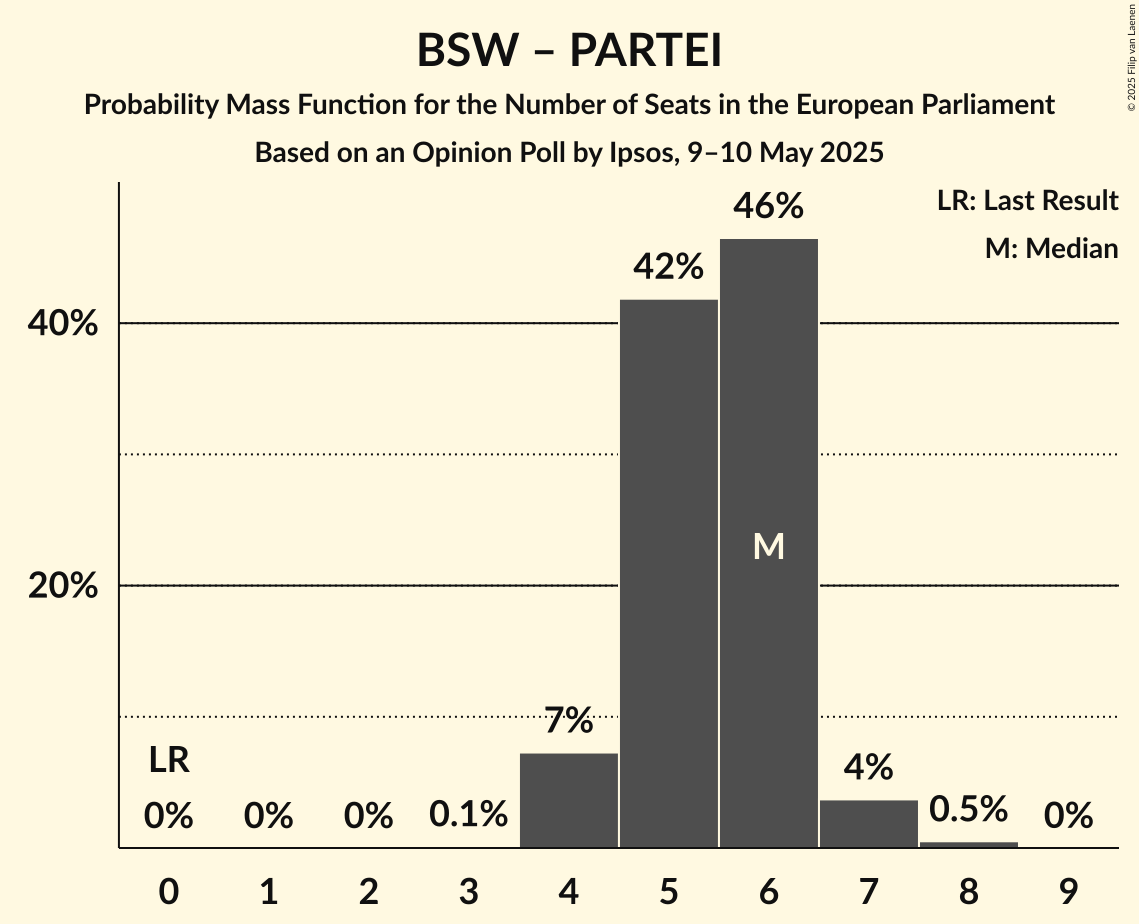 BSW – PARTEI
Probability Mass Function for the Number of Seats in the European Parliament
Based on an Opinion Poll by Ipsos, 9–10 May 2025
© 2025 Filip van Laenen
LR: Last Result
M: Median
46%
42%
40%
M
20%
7%
LR
4%
0%
0%
0%
0.1%
0.5%
0%
0 1 2 3 4 5 6 7 8 9